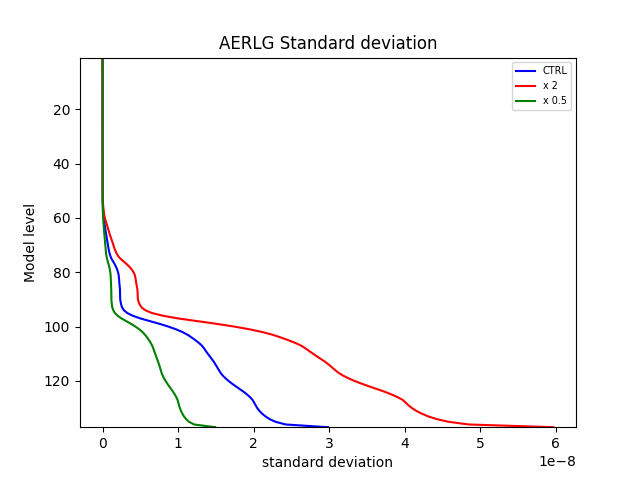 AERLG Standard deviation
CTRL
x 2
x 0.5
Model level
20
40
60
80
100
120
0 1 2 3 4 5 6
1e−8
standard deviation